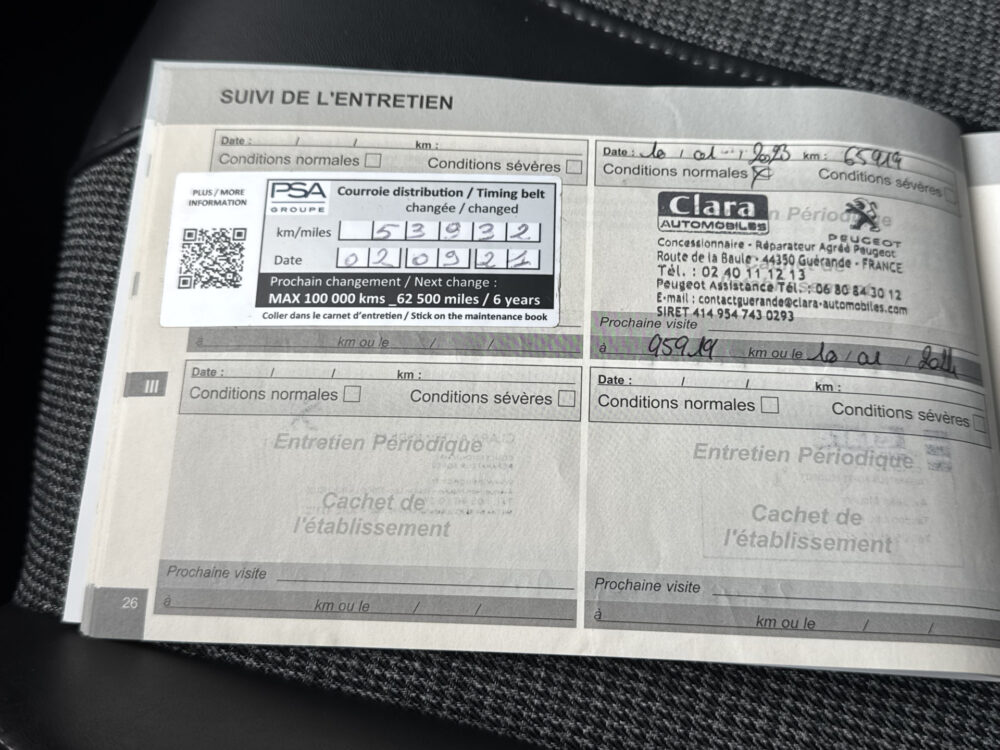 SUIVI DE L'ENTRETIEN
Date : / / km :
Conditions normales Conditions sévères
PLUS / MORE
INFORMATION
PSA
GROUPE
Courroie distribution / Timing belt
changée / changed
km/miles 53932
Date 020921
Prochain changement / Next change :
MAX 100 000 kms _62 500 miles / 6 years
Coller dans le carnet d'entretien / Stick on the maintenance book
à km ou le / /
Date : 10 / 01 / 2023 km : 65919
Conditions normales Conditions sévères
Périodique
Clara
AUTOMOBILES
PEUGEOT
Concessionnaire - Réparateur Agréé Peugeot
Route de la Baule - 44350 Guérande - FRANCE
Tél. : 02 40 11 12 13
Peugeot Assistance Tél. : 06 80 84 30 12
E-mail : contactguerande@clara-automobiles.com
SIRET 414 954 743 0293
Prochaine visite
à 95919 km ou le 10 / 01 /
III
Date : / / km :
Conditions normales Conditions sévères
Entretien Périodique
Cachet de
l'établissement
Prochaine visite
à km ou le / /
Date : / / km :
Conditions normales Conditions sévères
Entretien Périodique
Cachet de
l'établissement
Prochaine visite
à km ou le / /
26